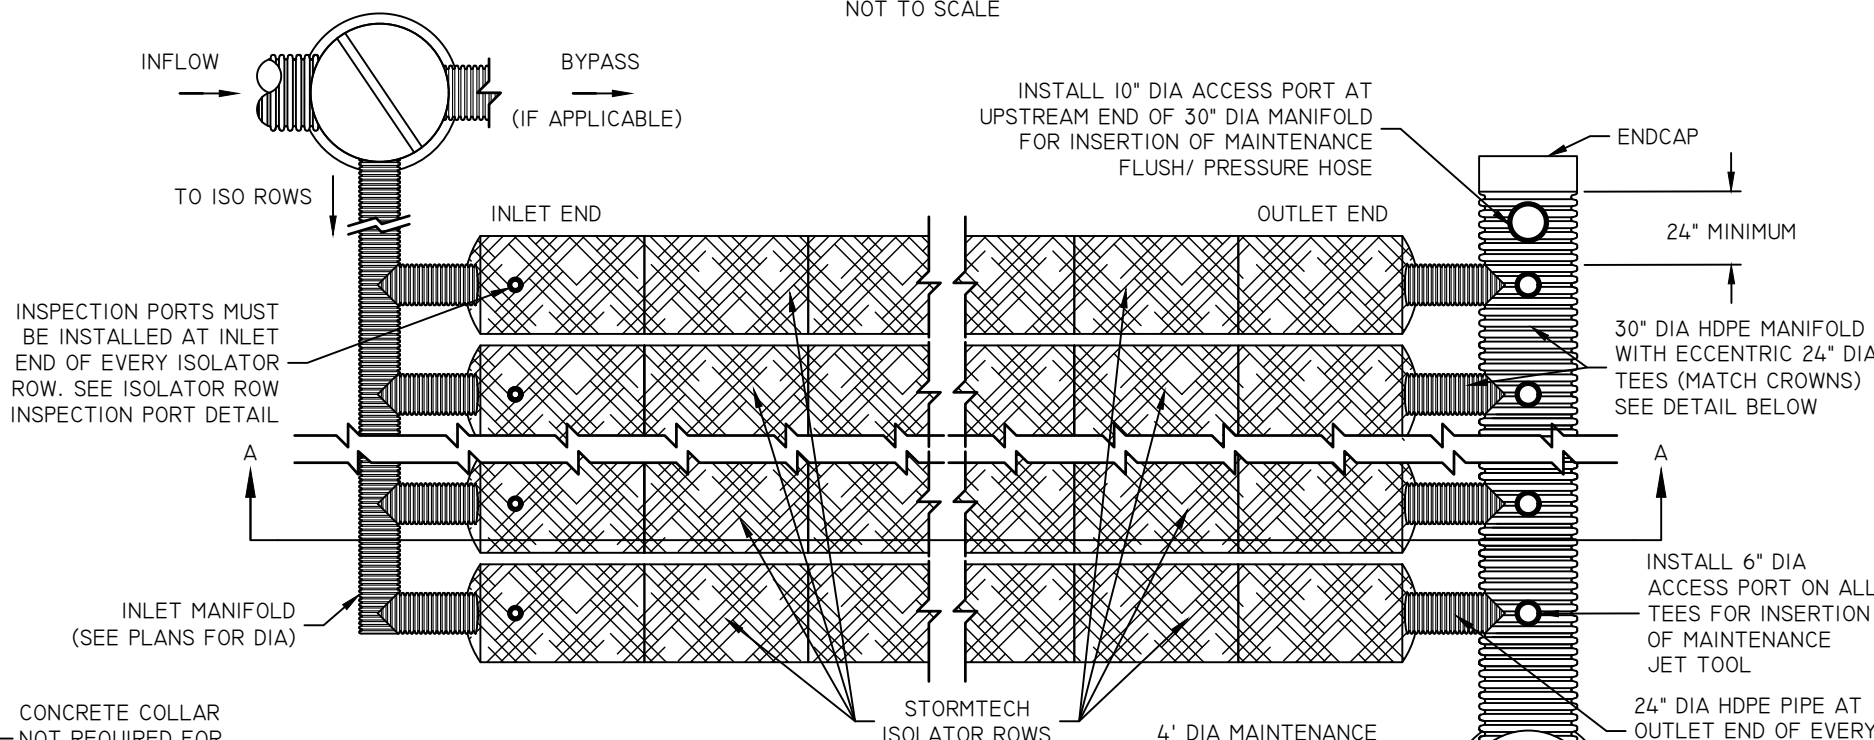 NOT TO SCALE
INFLOW
BYPASS
(IF APPLICABLE)
TO ISO ROWS
INLET END
OUTLET END
INSTALL 10" DIA ACCESS PORT AT
UPSTREAM END OF 30" DIA MANIFOLD
FOR INSERTION OF MAINTENANCE
FLUSH/ PRESSURE HOSE
ENDCAP
24" MINIMUM
INSPECTION PORTS MUST
BE INSTALLED AT INLET
END OF EVERY ISOLATOR
ROW. SEE ISOLATOR ROW
INSPECTION PORT DETAIL
30" DIA HDPE MANIFOLD
WITH ECCENTRIC 24" DIA
TEES (MATCH CROWNS)
SEE DETAIL BELOW
A
A
INLET MANIFOLD
(SEE PLANS FOR DIA)
INSTALL 6" DIA
ACCESS PORT ON ALL
TEES FOR INSERTION
OF MAINTENANCE
JET TOOL
CONCRETE COLLAR
NOT REQUIRED FOR
STORMTECH
ISOLATOR ROWS
4' DIA MAINTENANCE
24" DIA HDPE PIPE AT
OUTLET END OF EVERY